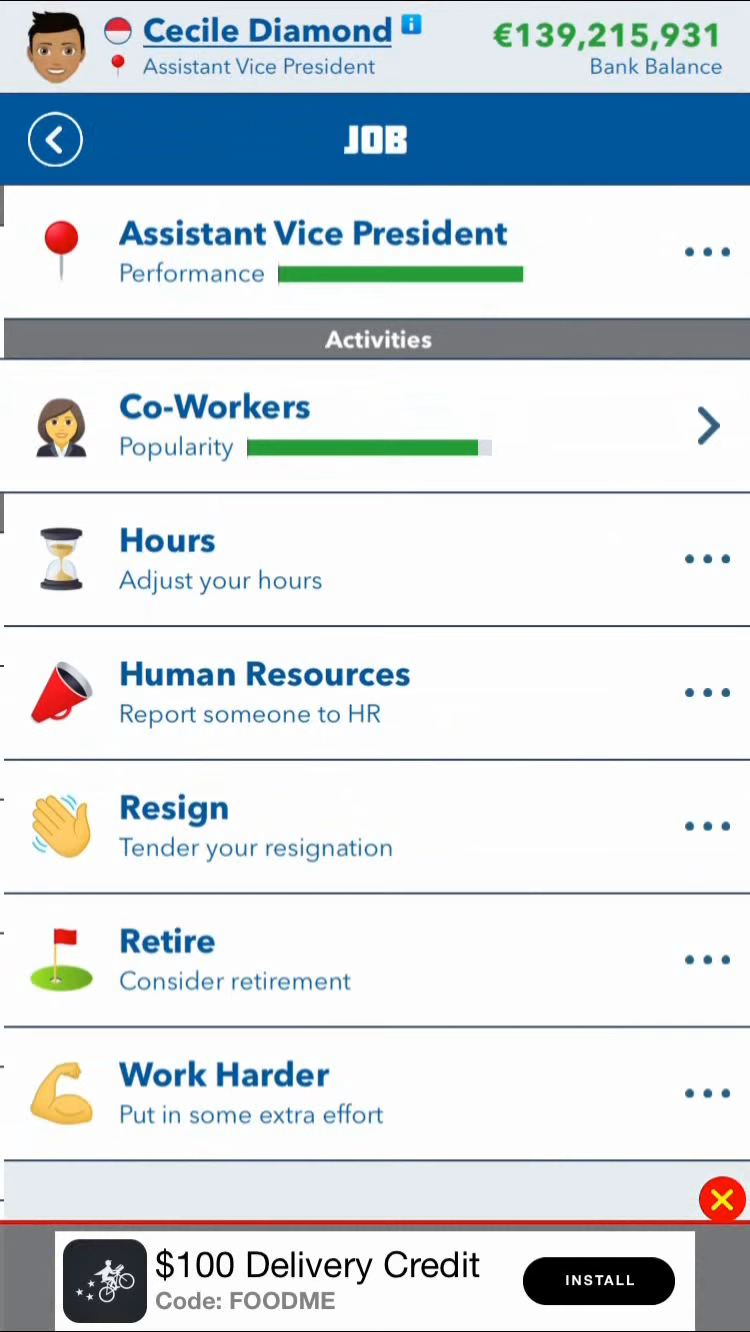 Cecile Diamond
€139,215,931
Assistant Vice President
Bank Balance
JOB
Assistant Vice President
Performance
Activities
Co-Workers
Popularity
Hours
Adjust your hours
Human Resources
Report someone to HR
Resign
Tender your resignation
Retire
Consider retirement
Work Harder
Put in some extra effort
$100 Delivery Credit
Code: FOODME
INSTALL